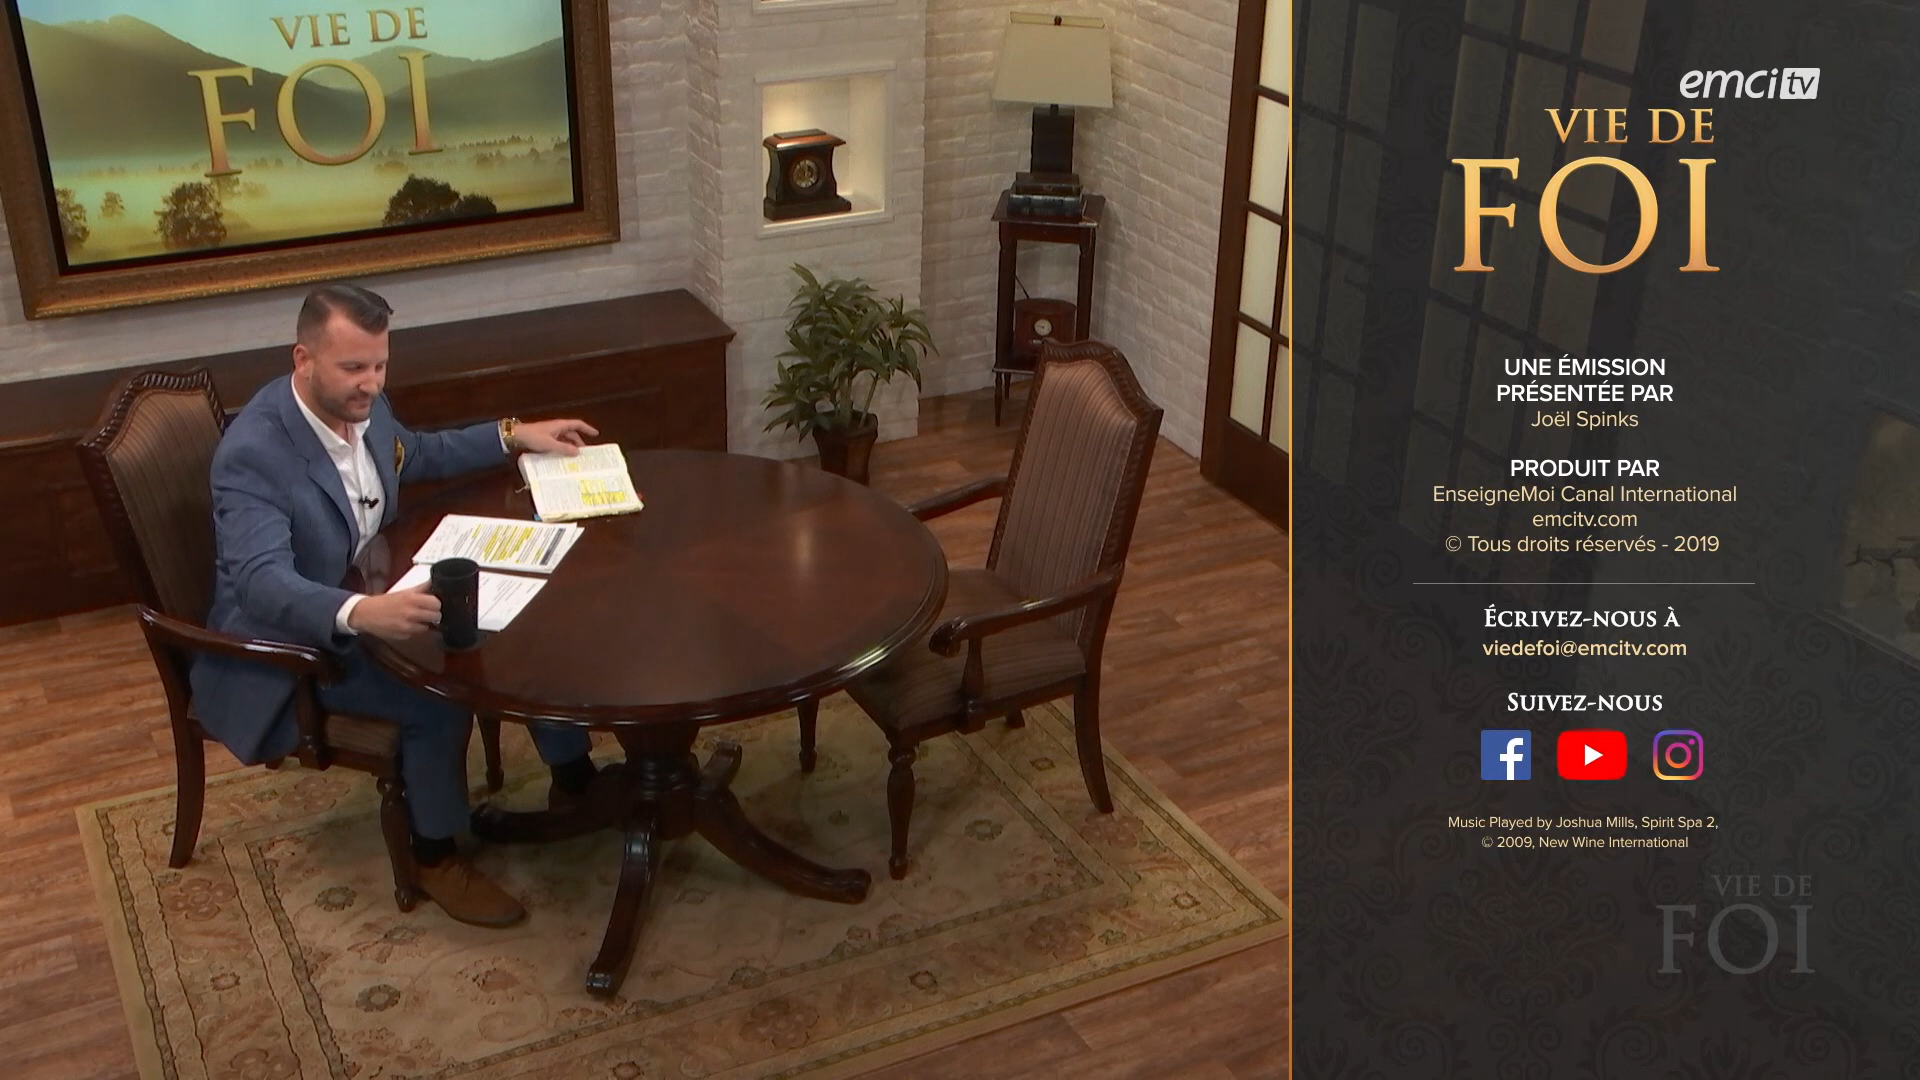 VIE DE
FOI
emci tv
VIE DE
FOI
UNE ÉMISSION
PRÉSENTÉE PAR
Joël Spinks
PRODUIT PAR
EnseigneMoi Canal International
emcitv.com
© Tous droits réservés - 2019
ÉCRIVEZ-NOUS À
viedefoi@emcitv.com
SUIVEZ-NOUS
Music Played by Joshua Mills, Spirit Spa 2,
© 2009, New Wine International
VIE DE
FOI